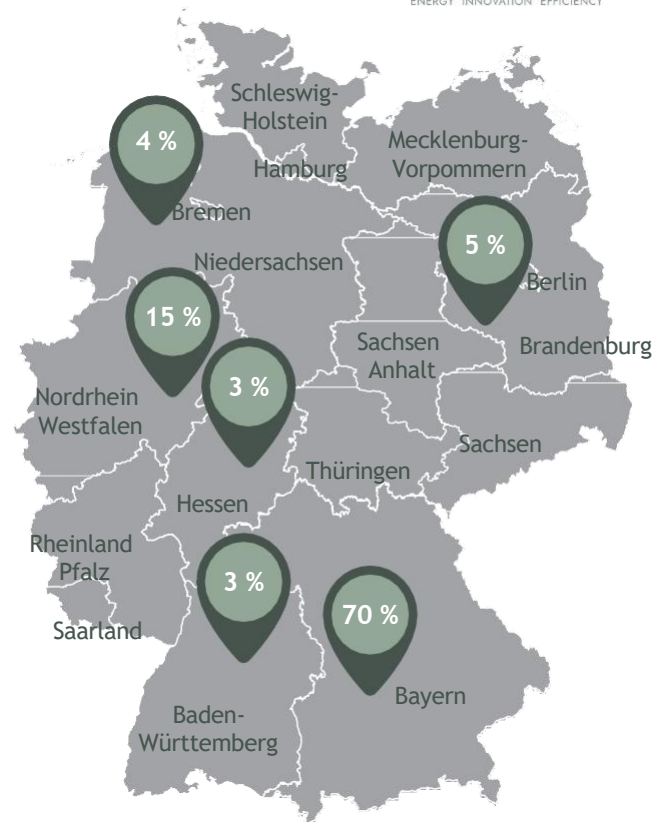 ENERGY INNOVATION EFFICIENCY
Schleswig-
Holstein
4 %
Mecklenburg-
Vorpommern
Hamburg
Bremen
5 %
Niedersachsen
Berlin
15 %
Sachsen
Anhalt
Brandenburg
3 %
Nordrhein
Westfalen
Sachsen
Thüringen
Hessen
Rheinland
Pfalz
3 %
70 %
Saarland
Bayern
Baden-
Württemberg